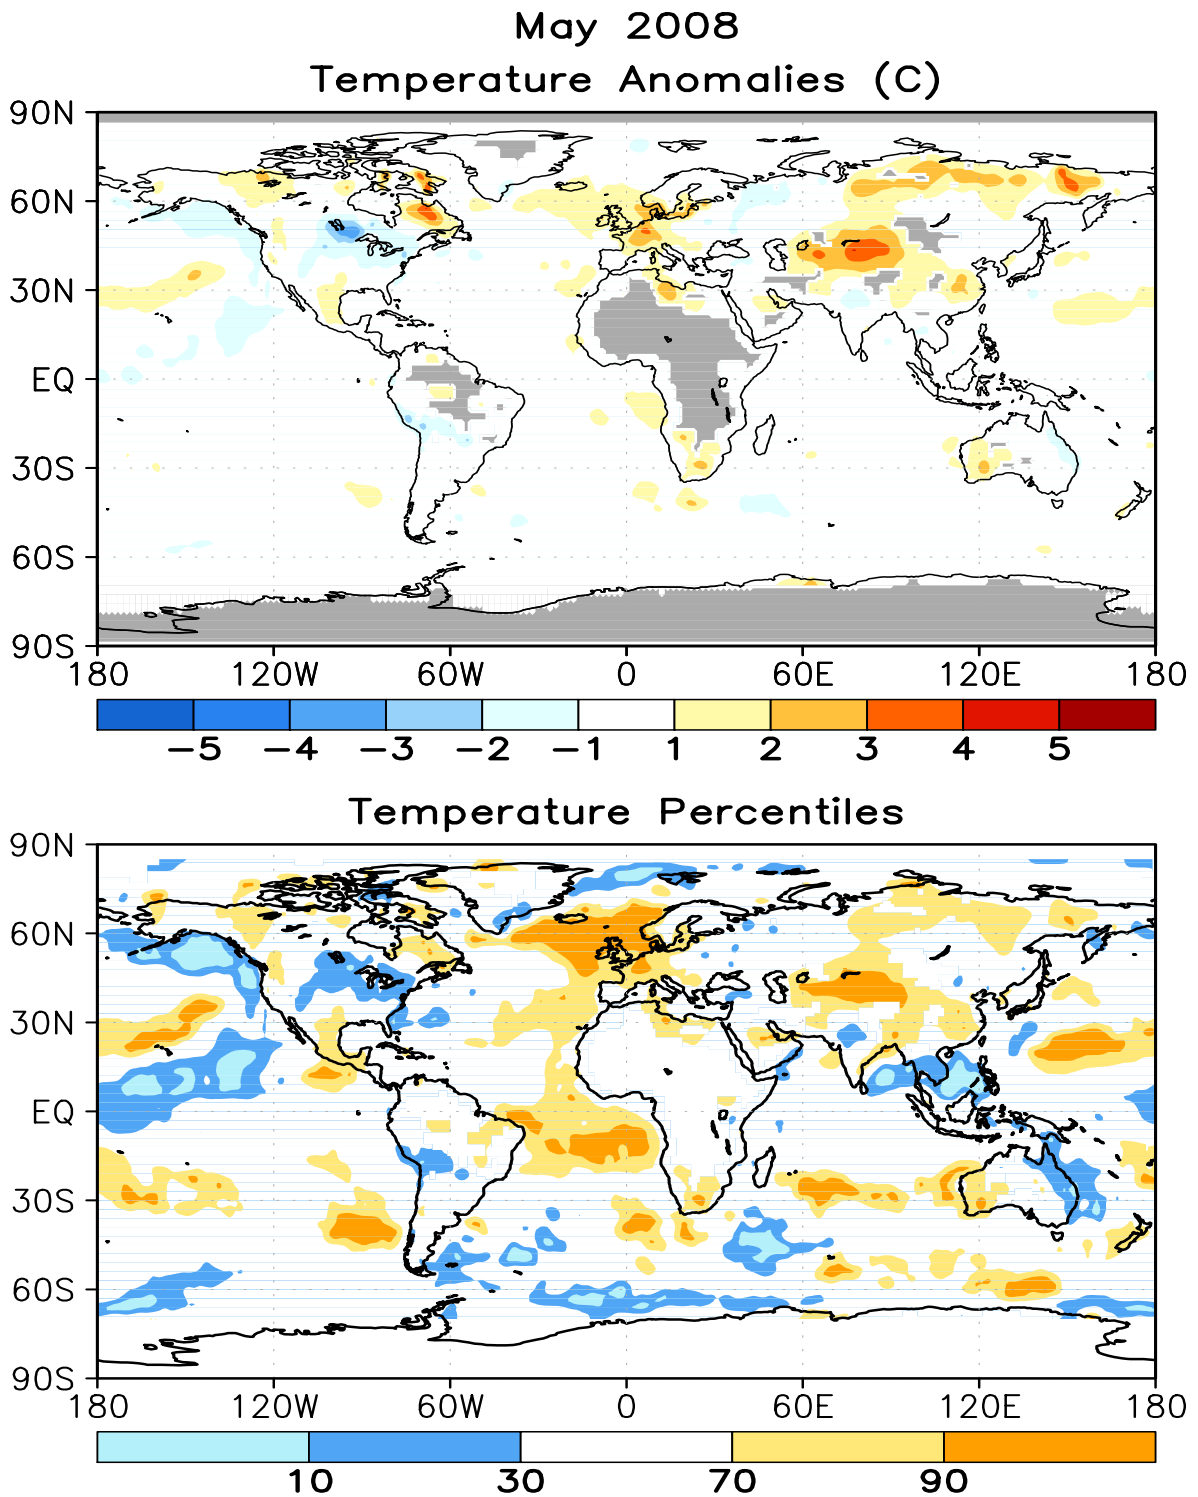 May 2008
Temperature Anomalies (C)
90N
60N
30N
EQ
30S
60S
90S
180 120W 60W 0 60E 120E 180
-5 -4 -3 -2 -1 1 2 3 4 5
Temperature Percentiles
90N
60N
30N
EQ
30S
60S
90S
180 120W 60W 0 60E 120E 180
10 30 70 90